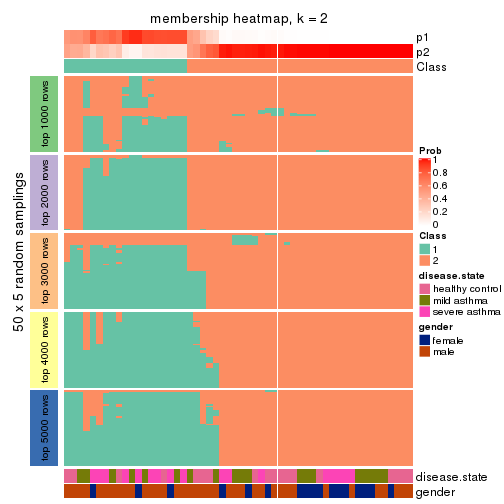 membership heatmap, k = 2
p1
p2
Class
50 x 5 random samplings
top 1000 rows
top 2000 rows
top 3000 rows
top 4000 rows
top 5000 rows
Prob
1
0.8
0.6
0.4
0.2
0
Class
1
2
disease.state
healthy control
mild asthma
severe asthma
gender
female
male
disease.state
gender